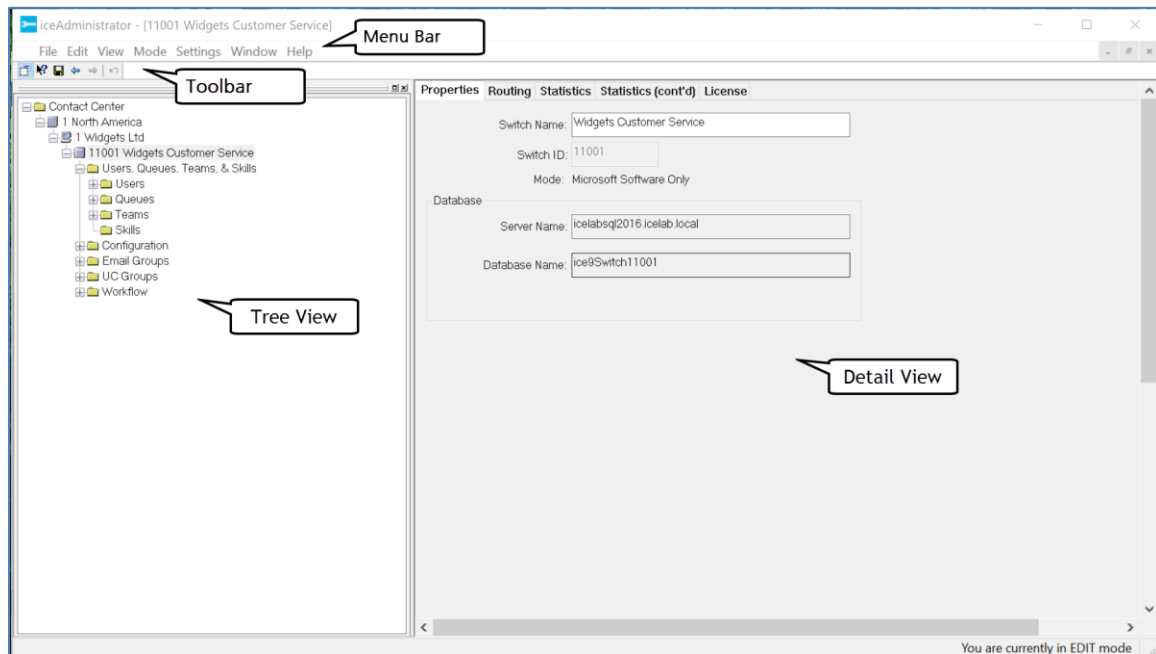 iceAdministrator - [11001 Widgets Customer Service]
Menu Bar
File Edit View Mode Settings Window Help
Toolbar
Contact Center
1 North America
1 Widgets Ltd
11001 Widgets Customer Service
Users, Queues, Teams, & Skills
Users
Queues
Teams
Skills
Configuration
Email Groups
UC Groups
Workflow
Tree View
Properties Routing Statistics Statistics (cont'd) License
Switch Name: Widgets Customer Service
Switch ID: 11001
Mode: Microsoft Software Only
Database
Server Name: icelabsql2016.icelab.local
Database Name: ice9Switch11001
Detail View
You are currently in EDIT mode